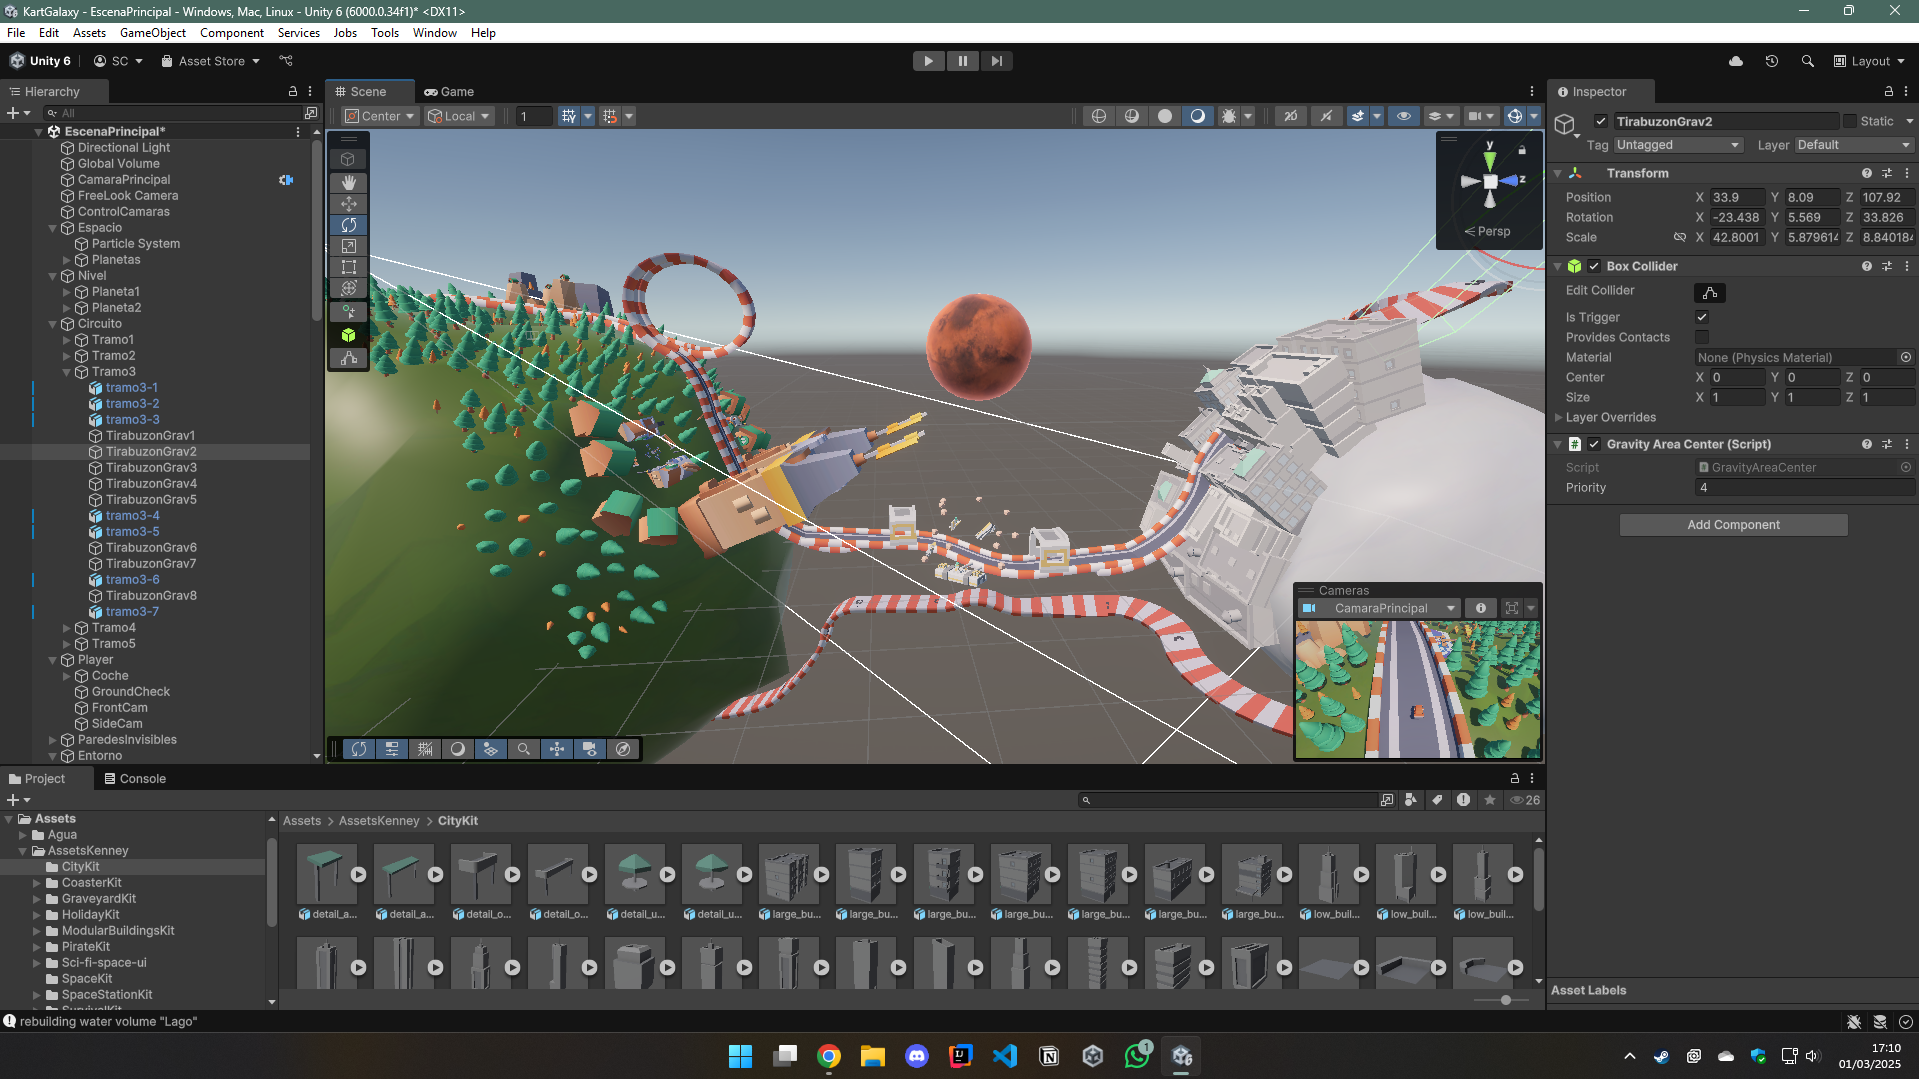 KartGalaxy - EscenaPrincipal - Windows, Mac, Linux - Unity 6 (6000.0.34f1)* <DX11>
File Edit Assets GameObject Component Services Jobs Tools Window Help
Unity 6 SC Asset Store Layout
Hierarchy
All
EscenaPrincipal*
Directional Light
Global Volume
CamaraPrincipal
FreeLook Camera
ControlCamaras
Espacio
Particle System
Planetas
Nivel
Planeta1
Planeta2
Circuito
Tramo1
Tramo2
Tramo3
tramo3-1
tramo3-2
tramo3-3
TirabuzonGrav1
TirabuzonGrav2
TirabuzonGrav3
TirabuzonGrav4
TirabuzonGrav5
tramo3-4
tramo3-5
TirabuzonGrav6
TirabuzonGrav7
tramo3-6
TirabuzonGrav8
tramo3-7
Tramo4
Tramo5
Player
Coche
GroundCheck
FrontCam
SideCam
ParedesInvisibles
Entorno
Scene Game
Center Local 1
y
z
Persp
Cameras
CamaraPrincipal
Inspector
TirabuzonGrav2 Static
Tag Untagged Layer Default
Transform
Position X 33.9 Y 8.09 Z 107.92
Rotation X -23.438 Y 5.569 Z 33.826
Scale X 42.8001 Y 5.879614 Z 8.840184
Box Collider
Edit Collider
Is Trigger
Provides Contacts
Material None (Physics Material)
Center X 0 Y 0 Z 0
Size X 1 Y 1 Z 1
Layer Overrides
Gravity Area Center (Script)
Script GravityAreaCenter
Priority 4
Add Component
Asset Labels
Project Console
26
Assets
Agua
AssetsKenney
CityKit
CoasterKit
GraveyardKit
HolidayKit
ModularBuildingsKit
PirateKit
Sci-fi-space-ui
SpaceKit
SpaceStationKit
SurvivalKit
Assets > AssetsKenney > CityKit
detail_a... detail_a... detail_o... detail_o... detail_u... detail_u... large_bu... large_bu... large_bu... large_bu... large_bu... large_bu... large_bu... low_buil... low_buil... low_buil...
rebuilding water volume "Lago"
1
17:10
01/03/2025